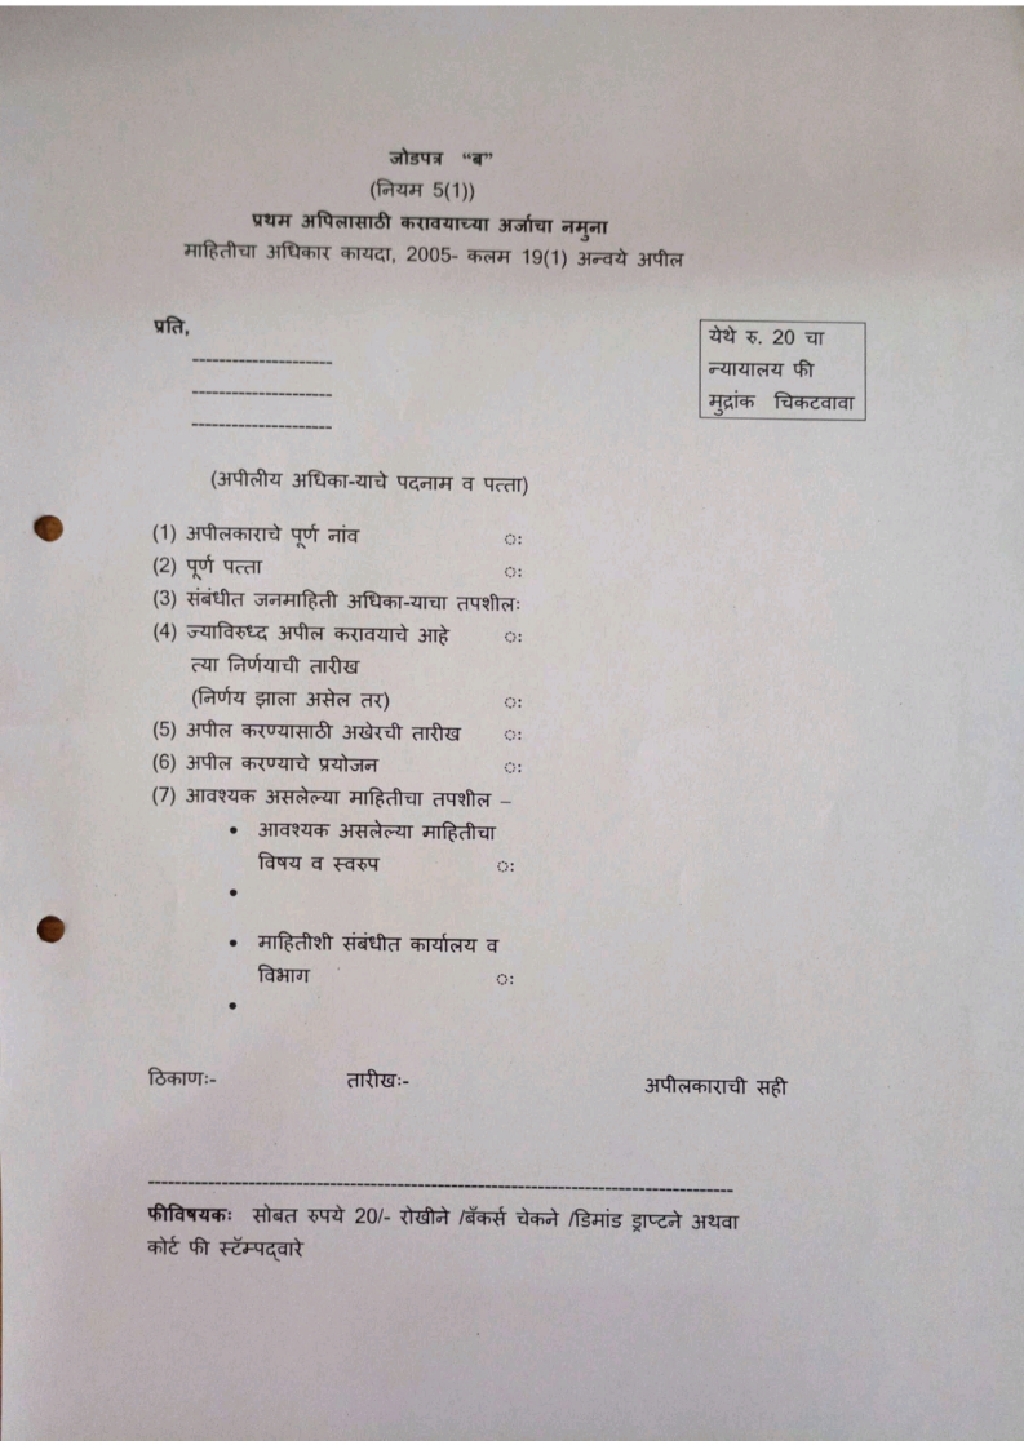 जोडपत्र “ब”
(नियम 5(1))
प्रथम अपिलासाठी करावयाच्या अर्जाचा नमुना
माहितीचा अधिकार कायदा, 2005- कलम 19(1) अन्वये अपील
प्रति,
--------------------
--------------------
--------------------
येथे रु. 20 चा
न्यायालय फी
मुद्रांक चिकटवावा
(अपीलीय अधिका-याचे पदनाम व पत्ता)
(1) अपीलकाराचे पूर्ण नांव ः
(2) पूर्ण पत्ता ः
(3) संबंधीत जनमाहिती अधिका-याचा तपशीलः
(4) ज्याविरुध्द अपील करावयाचे आहे ः
त्या निर्णयाची तारीख
(निर्णय झाला असेल तर) ः
(5) अपील करण्यासाठी अखेरची तारीख ः
(6) अपील करण्याचे प्रयोजन ः
(7) आवश्यक असलेल्या माहितीचा तपशील –
• आवश्यक असलेल्या माहितीचा
विषय व स्वरुप ः
•
• माहितीशी संबंधीत कार्यालय व
विभाग ः
•
ठिकाणः- तारीखः- अपीलकाराची सही
--------------------------------------------------------------------------------
फीविषयकः सोबत रुपये 20/- रोखीने /बँकर्स चेकने /डिमांड ड्राप्टने अथवा
कोर्ट फी स्टॅम्पद्वारे